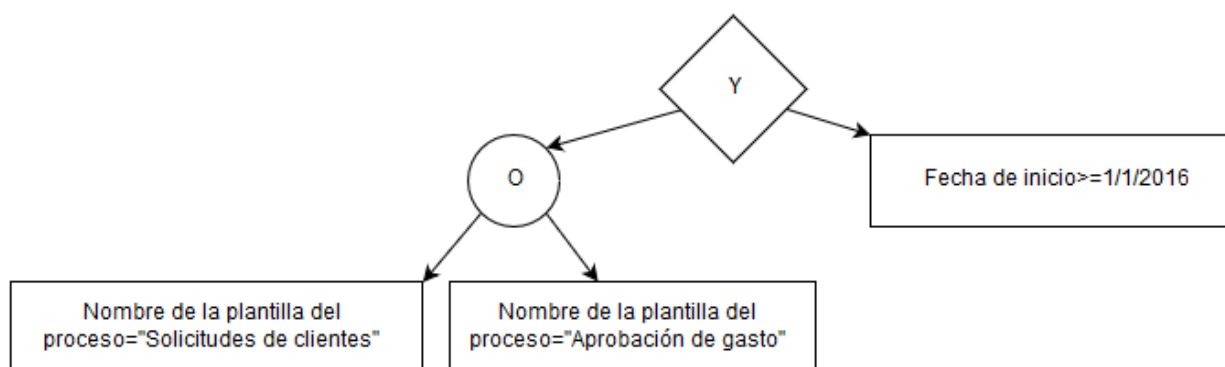 Y
O
Fecha de inicio>=1/1/2016
Nombre de la plantilla del
proceso="Solicitudes de clientes"
Nombre de la plantilla del
proceso="Aprobación de gasto"